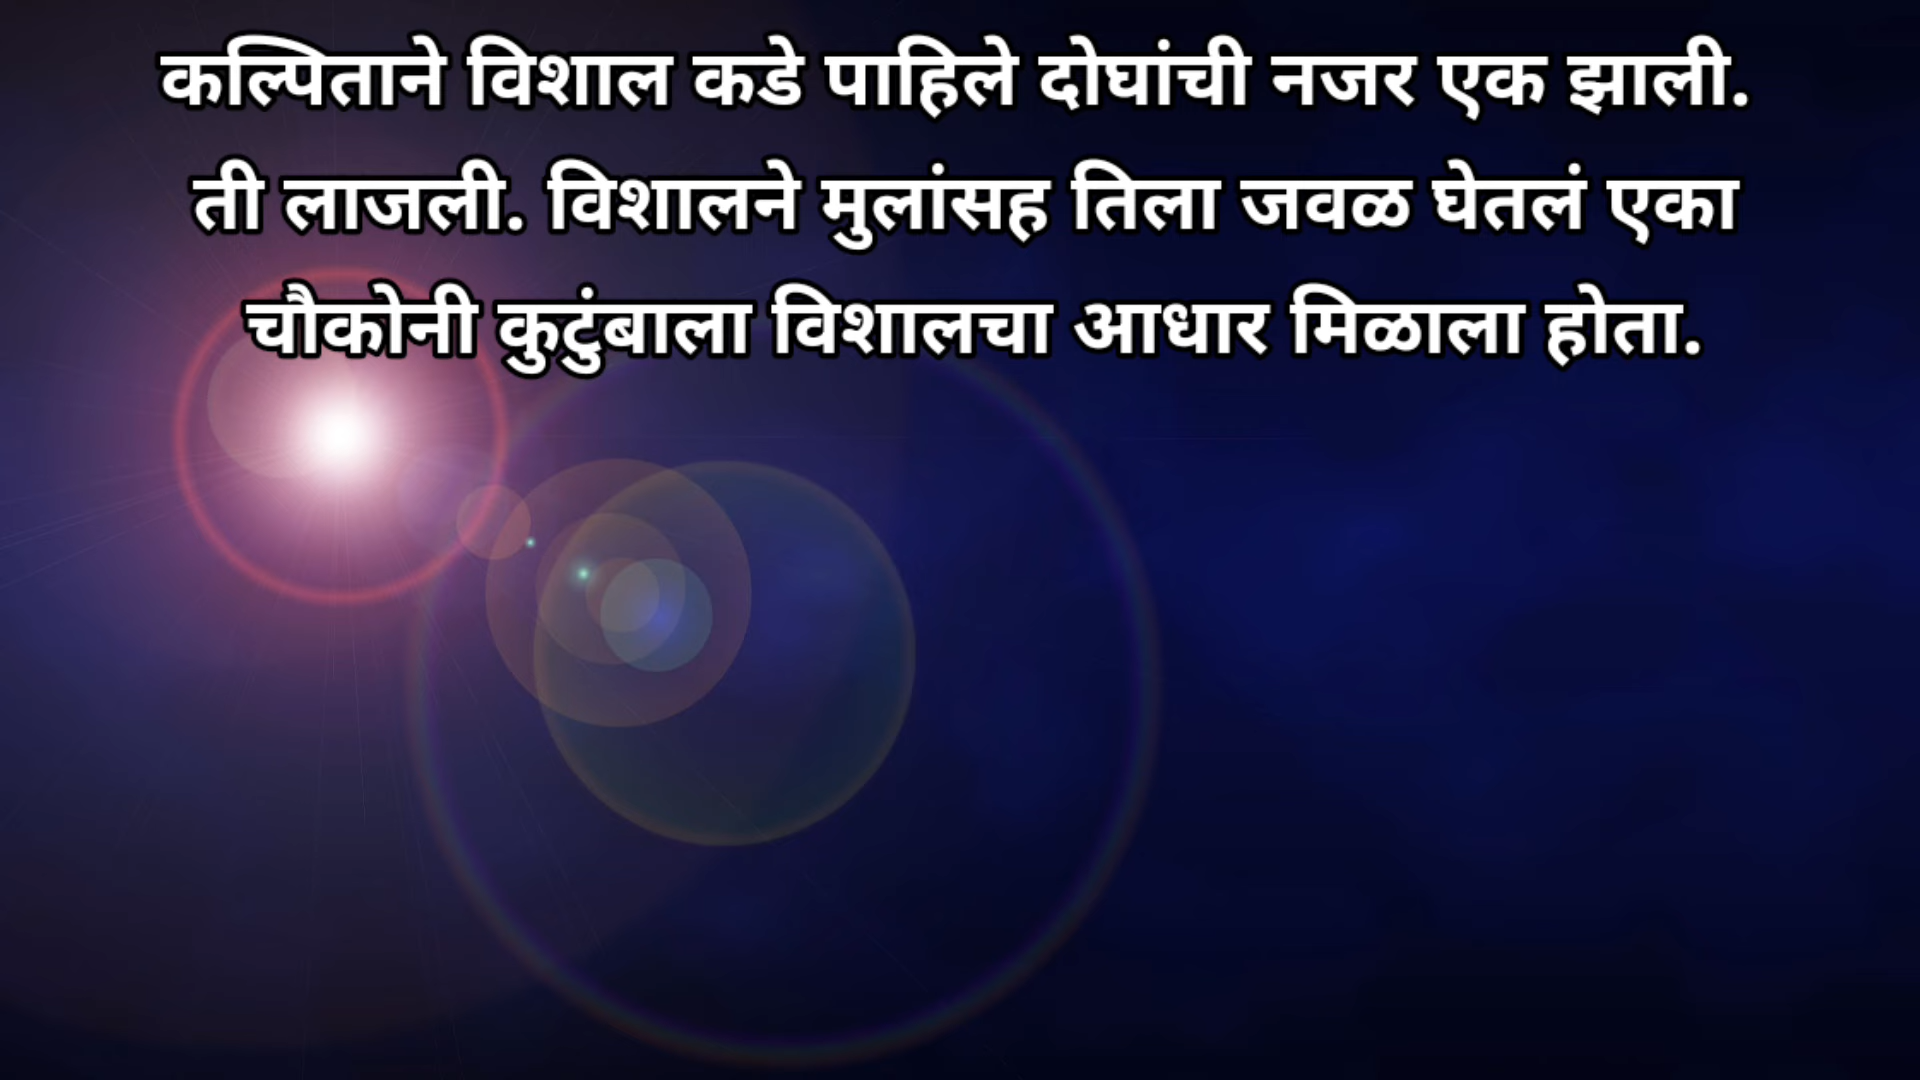 कल्पिताने विशाल कडे पाहिले दोघांची नजर एक झाली.
ती लाजली. विशालने मुलांसह तिला जवळ घेतलं एका
चौकोनी कुटुंबाला विशालचा आधार मिळाला होता.